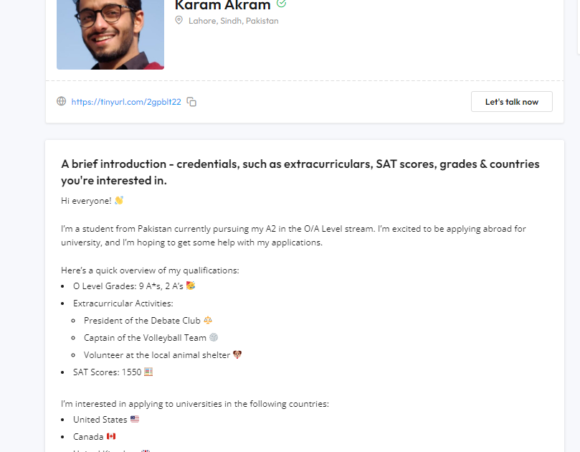 Karam Akram
Lahore, Sindh, Pakistan
https://tinyurl.com/2gpblt22
Let's talk now
A brief introduction - credentials, such as extracurriculars, SAT scores, grades & countries
you're interested in.
Hi everyone! 👋
I'm a student from Pakistan currently pursuing my A2 in the O/A Level stream. I'm excited to be applying abroad for
university, and I'm hoping to get some help with my applications.
Here's a quick overview of my qualifications:
O Level Grades: 9 A*s, 2 A's
Extracurricular Activities:
President of the Debate Club
Captain of the Volleyball Team 🏐
Volunteer at the local animal shelter
SAT Scores: 1550
I'm interested in applying to universities in the following countries:
United States 🇺🇸
Canada 🇨🇦